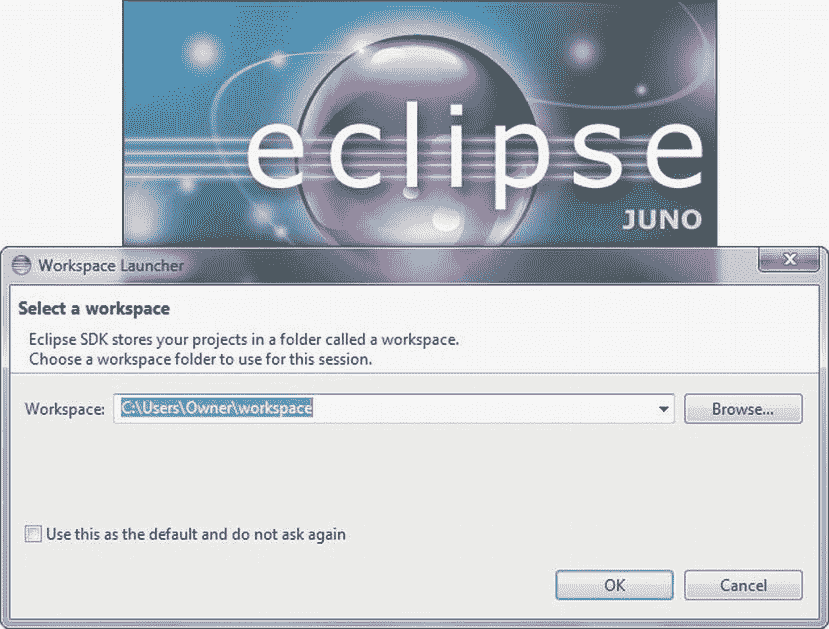 eclipse
JUNO
Workspace Launcher
Select a workspace
Eclipse SDK stores your projects in a folder called a workspace.
Choose a workspace folder to use for this session.
Workspace: C:\Users\Owner\workspace Browse...
Use this as the default and do not ask again
OK Cancel